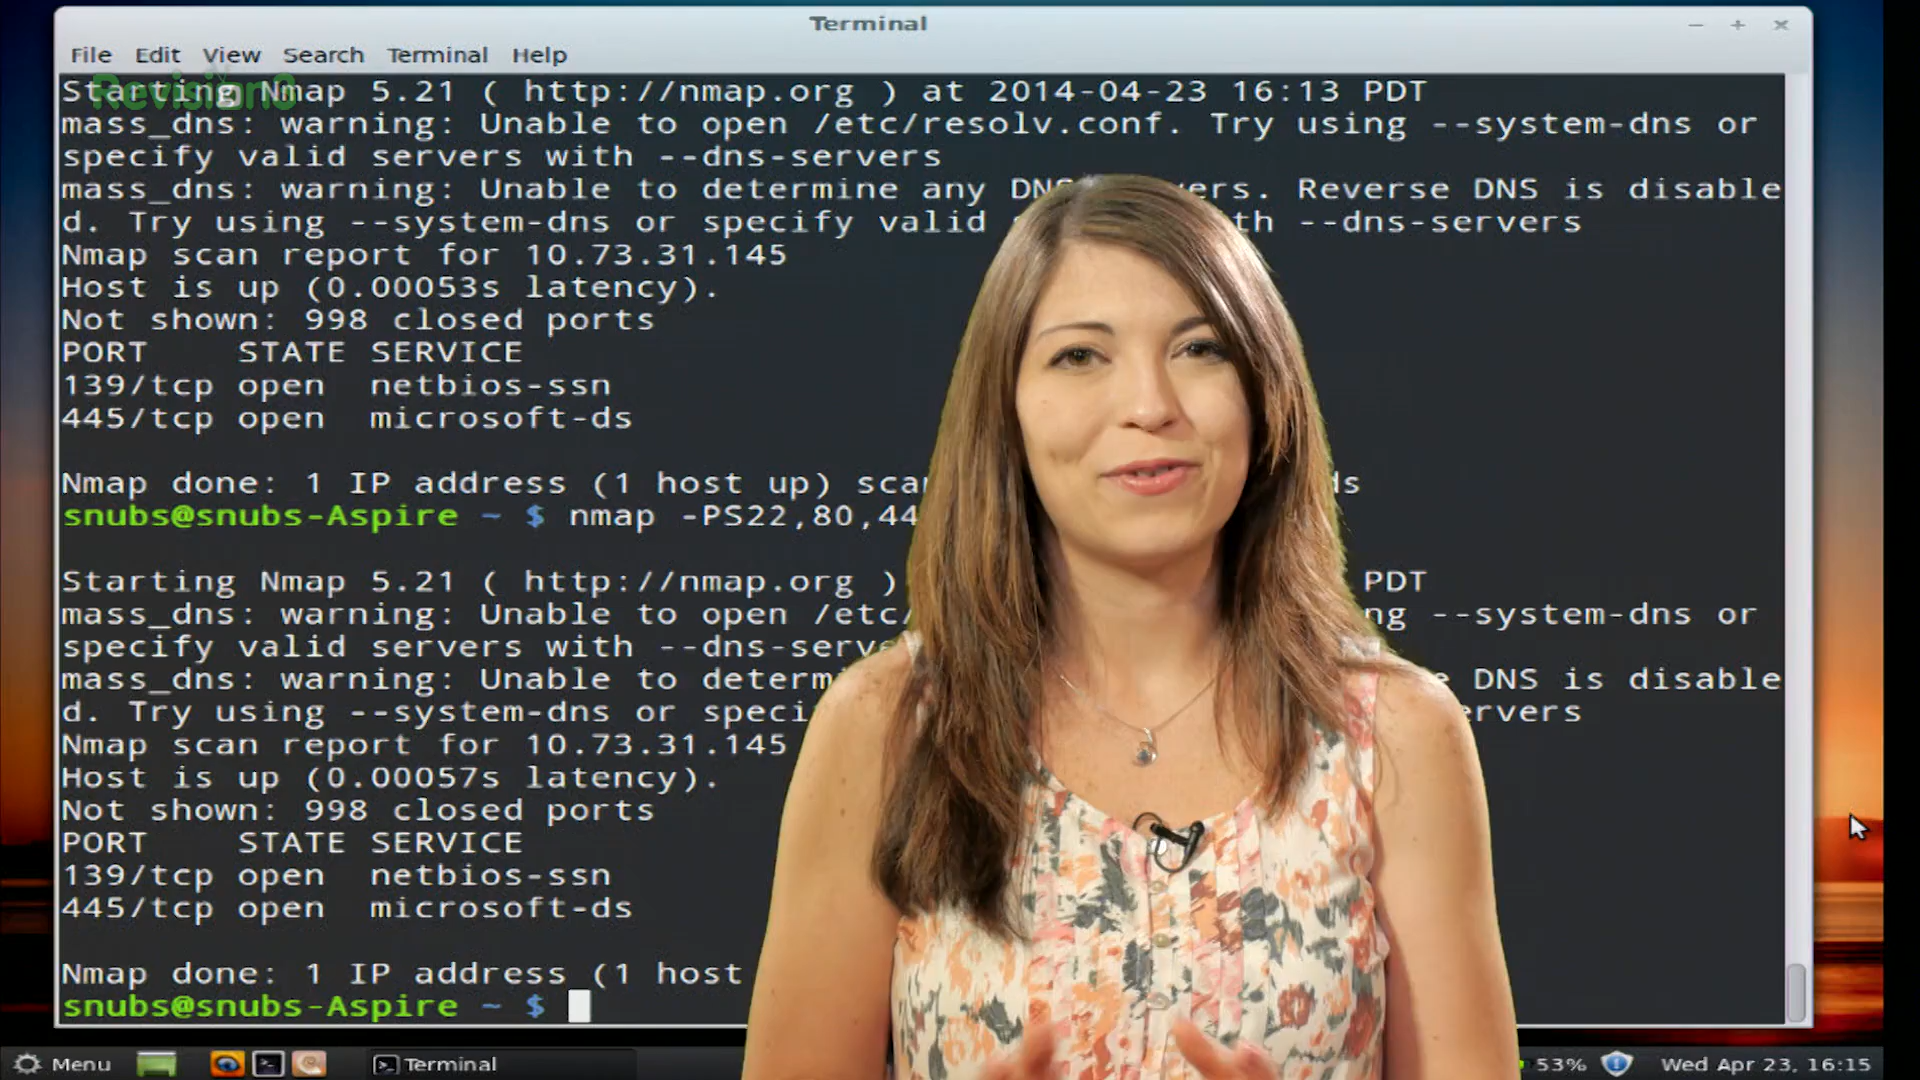 Terminal
File Edit View Search Terminal Help
Revision3
Starting Nmap 5.21 ( http://nmap.org ) at 2014-04-23 16:13 PDT
mass_dns: warning: Unable to open /etc/resolv.conf. Try using --system-dns or
specify valid servers with --dns-servers
mass_dns: warning: Unable to determine any DNS vers. Reverse DNS is disable
d. Try using --system-dns or specify valid th --dns-servers
Nmap scan report for 10.73.31.145
Host is up (0.00053s latency).
Not shown: 998 closed ports
PORT STATE SERVICE
139/tcp open netbios-ssn
445/tcp open microsoft-ds
Nmap done: 1 IP address (1 host up) scan ds
snubs@snubs-Aspire ~ $ nmap -PS22,80,44
Starting Nmap 5.21 ( http://nmap.org ) PDT
mass_dns: warning: Unable to open /etc/ ng --system-dns or
specify valid servers with --dns-serve
mass_dns: warning: Unable to determ DNS is disable
d. Try using --system-dns or speci servers
Nmap scan report for 10.73.31.145
Host is up (0.00057s latency).
Not shown: 998 closed ports
PORT STATE SERVICE
139/tcp open netbios-ssn
445/tcp open microsoft-ds
Nmap done: 1 IP address (1 host
snubs@snubs-Aspire ~ $
Menu Terminal 53% Wed Apr 23, 16:15